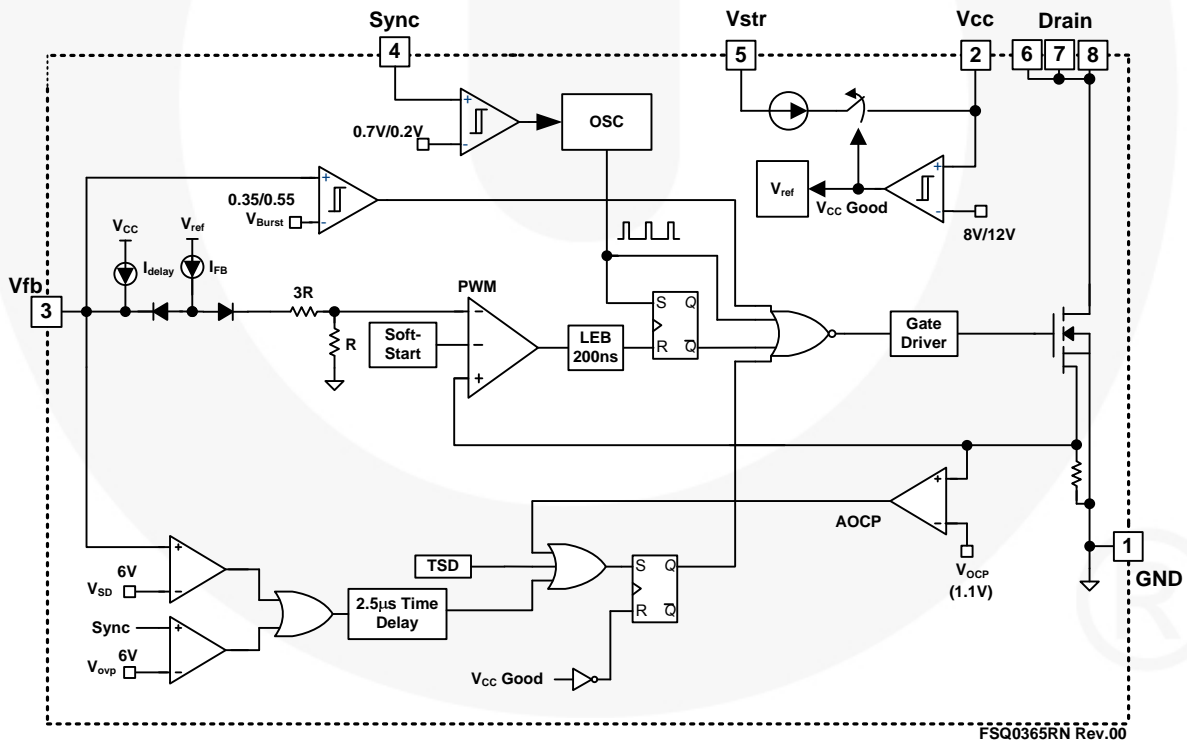 Sync
Vstr
Vcc
Drain
4
5
2
6
7
8
+
-
0.7V/0.2V
OSC
+
-
0.35/0.55
VBurst
Vref
VCC Good
+
-
8V/12V
VCC
Vref
Idelay
IFB
Vfb
3
3R
R
PWM
Soft-Start
−
−
+
LEB
200ns
S
Q
R
Q
Gate
Driver
AOCP
+
−
VOCP
(1.1V)
1
GND
TSD
S
Q
R
Q
+
−
6V
VSD
2.5μs Time
Delay
Sync
+
−
6V
Vovp
VCC Good
FSQ0365RN Rev.00
®